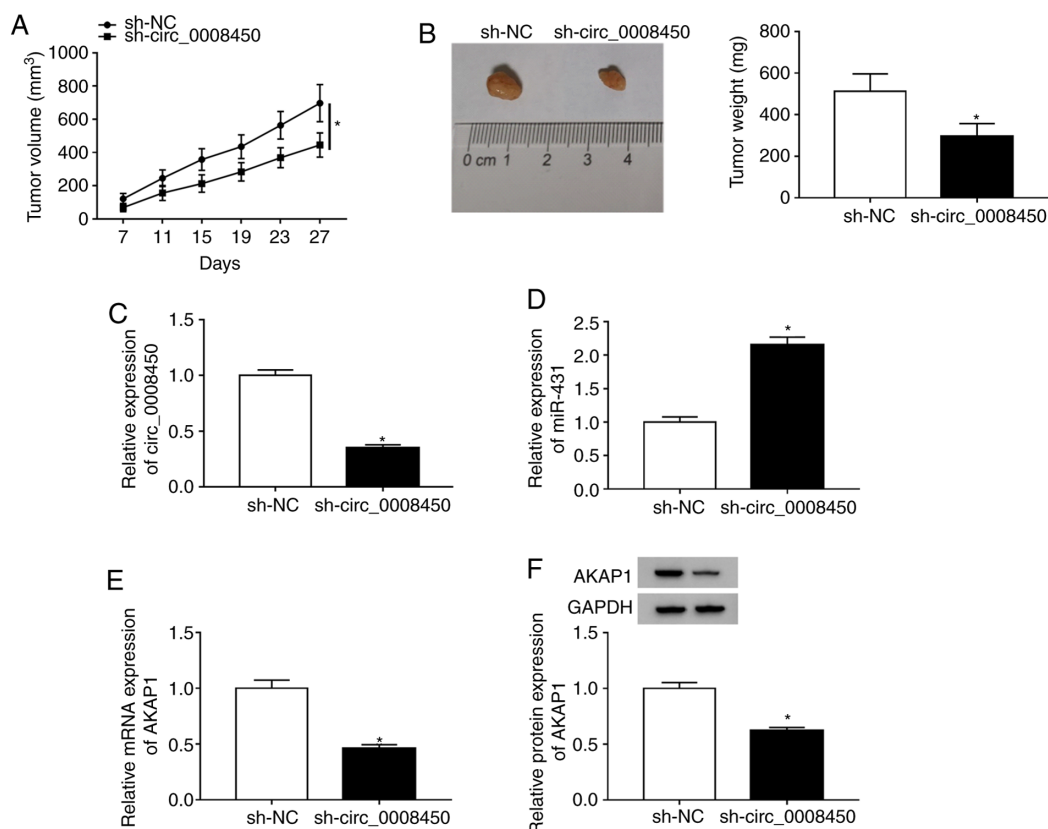 A
sh-NC
sh-circ_0008450
Tumor volume (mm³)
1000
800
600
400
200
0
*
7 11 15 19 23 27
Days
B
sh-NC sh-circ_0008450
0 cm 1 2 3 4
Tumor weight (mg)
800
600
400
200
0
*
sh-NC sh-circ_0008450
C
Relative expression
of circ_0008450
1.5
1.0
0.5
0.0
*
sh-NC sh-circ_0008450
D
Relative expression
of miR-431
2.5
2.0
1.5
1.0
0.5
0.0
*
sh-NC sh-circ_0008450
E
Relative mRNA expression
of AKAP1
1.5
1.0
0.5
0.0
*
sh-NC sh-circ_0008450
F
AKAP1
GAPDH
Relative protein expression
of AKAP1
1.5
1.0
0.5
0.0
*
sh-NC sh-circ_0008450